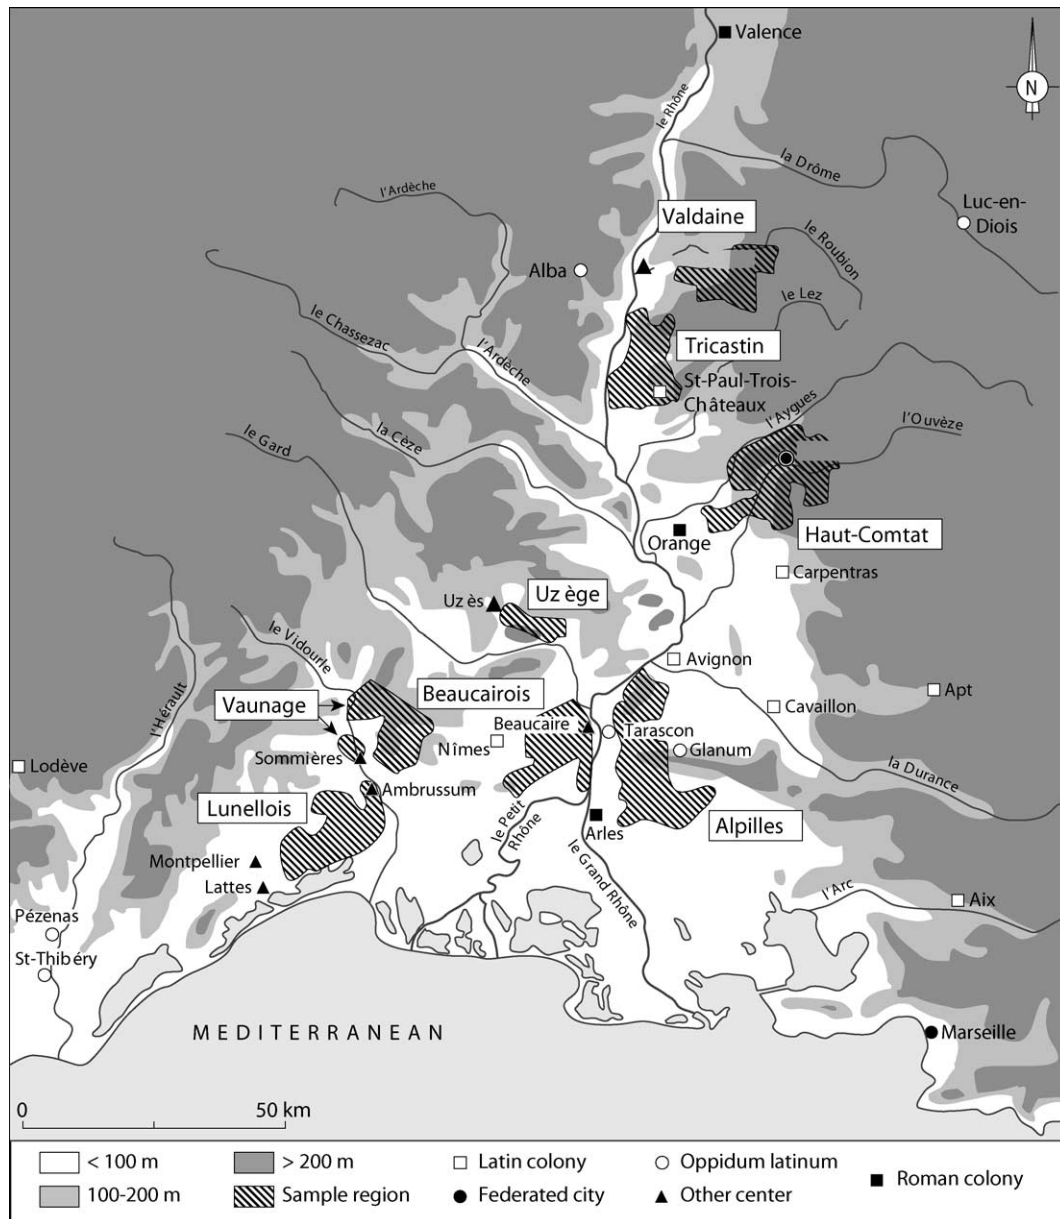 Valence
N
le Rhône
la Drôme
l'Ardèche
Luc-en-
Diois
Valdaine
le Roubion
Alba
le Lez
le Chassezac
l'Ardèche
Tricastin
St-Paul-Trois-
Châteaux
l'Aygues
l'Ouvèze
la Cèze
le Gard
Orange
Haut-Comtat
Carpentras
Uz ès
Uz ège
le Vidourle
Avignon
Apt
Vaunage
Beaucairois
Cavaillon
l'Hérault
Beaucaire
Tarascon
Nîmes
Glanum
Sommières
Lodève
la Durance
Ambrussum
Lunellois
le Petit
Rhône
Arles
Alpilles
le Grand Rhône
Montpellier
Lattes
l'Arc
Aix
Pézenas
St-Thibéry
MEDITERRANEAN
Marseille
0 50 km
< 100 m > 200 m Latin colony Oppidum latinum Roman colony
100-200 m Sample region Federated city Other center